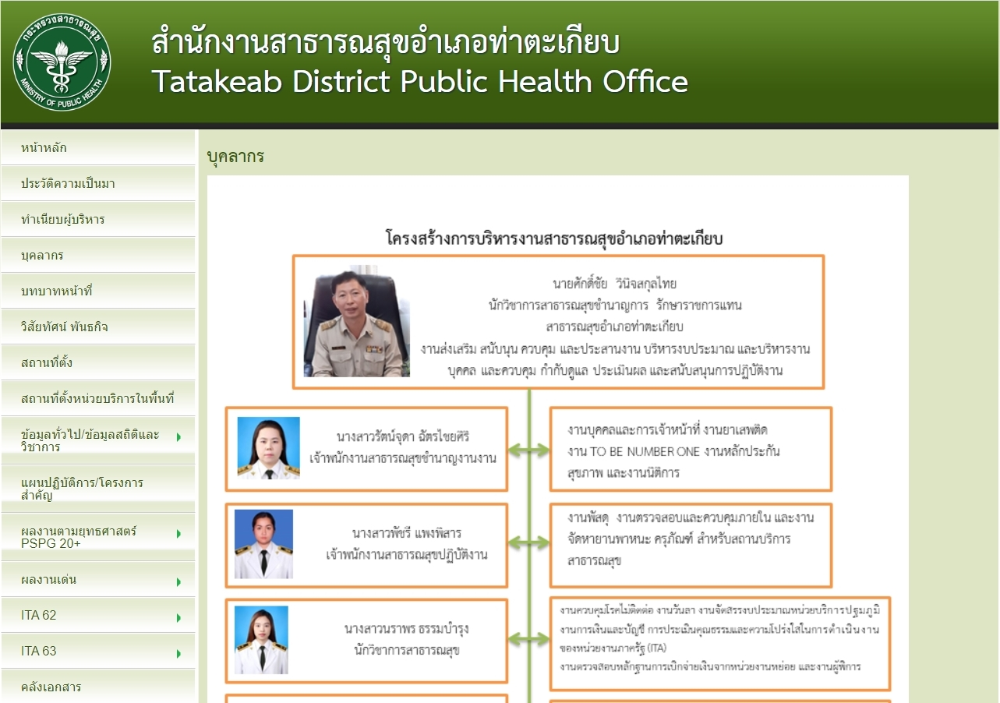 กระทรวงสาธารณสุข
MINISTRY OF PUBLIC HEALTH
สำนักงานสาธารณสุขอำเภอท่าตะเกียบ
Tatakeab District Public Health Office
หน้าหลัก
ประวัติความเป็นมา
ทำเนียบผู้บริหาร
บุคลากร
บทบาทหน้าที่
วิสัยทัศน์ พันธกิจ
สถานที่ตั้ง
สถานที่ตั้งหน่วยบริการในพื้นที่
ข้อมูลทั่วไป/ข้อมูลสถิติและ
วิชาการ
แผนปฏิบัติการ/โครงการ
สำคัญ
ผลงานตามยุทธศาสตร์
PSPG 20+
ผลงานเด่น
ITA 62
ITA 63
คลังเอกสาร
บุคลากร
โครงสร้างการบริหารงานสาธารณสุขอำเภอท่าตะเกียบ
นายศักดิ์ชัย วินิจสกุลไทย
นักวิชาการสาธารณสุขชำนาญการ รักษาราชการแทน
สาธารณสุขอำเภอท่าตะเกียบ
งานส่งเสริม สนับนุน ควบคุม และประสานงาน บริหารงบประมาณ และบริหารงาน
บุคคล และควบคุม กำกับดูแล ประเมินผล และสนับสนุนการปฏิบัติงาน
นางสาวรัตน์จุดา ฉัตรไชยศิริ
เจ้าพนักงานสาธารณสุขชำนาญงานงาน
งานบุคคลและการเจ้าหน้าที่ งานยาเสพติด
งาน TO BE NUMBER ONE งานหลักประกัน
สุขภาพ และงานนิติการ
นางสาวพัชรี แพงพิสาร
เจ้าพนักงานสาธารณสุขปฏิบัติงาน
งานพัสดุ งานตรวจสอบและควบคุมภายใน และงาน
จัดหายานพาหนะ ครุภัณฑ์ สำหรับสถานบริการ
สาธารณสุข
นางสาวนราพร ธรรมบำรุง
นักวิชาการสาธารณสุข
งานควบคุมโรคไม่ติดต่อ งานวันลา งานจัดสรรงบประมาณหน่วยบริการปฐมภูมิ
งานการเงินและบัญชี การประเมินคุณธรรมและความโปร่งใสในการดำเนินงาน
ของหน่วยงานภาครัฐ (ITA)
งานตรวจสอบหลักฐานการเบิกจ่ายเงินจากหน่วยงานหย่อย และงานผู้พิการ